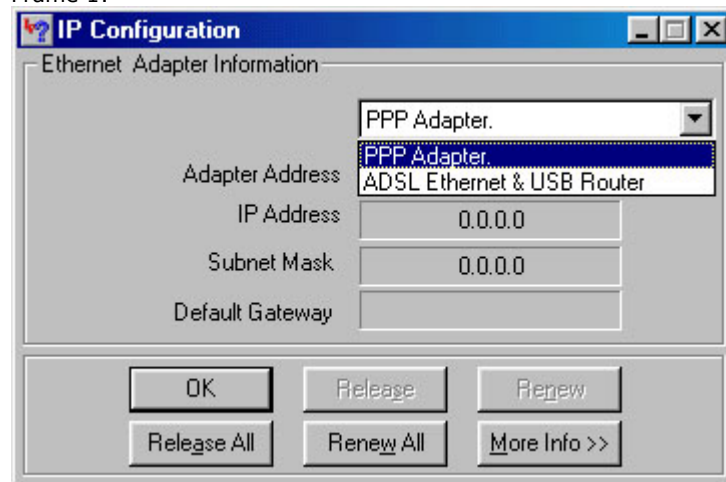 Frame 1.
IP Configuration
Ethernet Adapter Information
PPP Adapter.
PPP Adapter.
ADSL Ethernet & USB Router
Adapter Address
IP Address 0.0.0.0
Subnet Mask 0.0.0.0
Default Gateway
OK Release Renew
Release All Renew All More Info >>